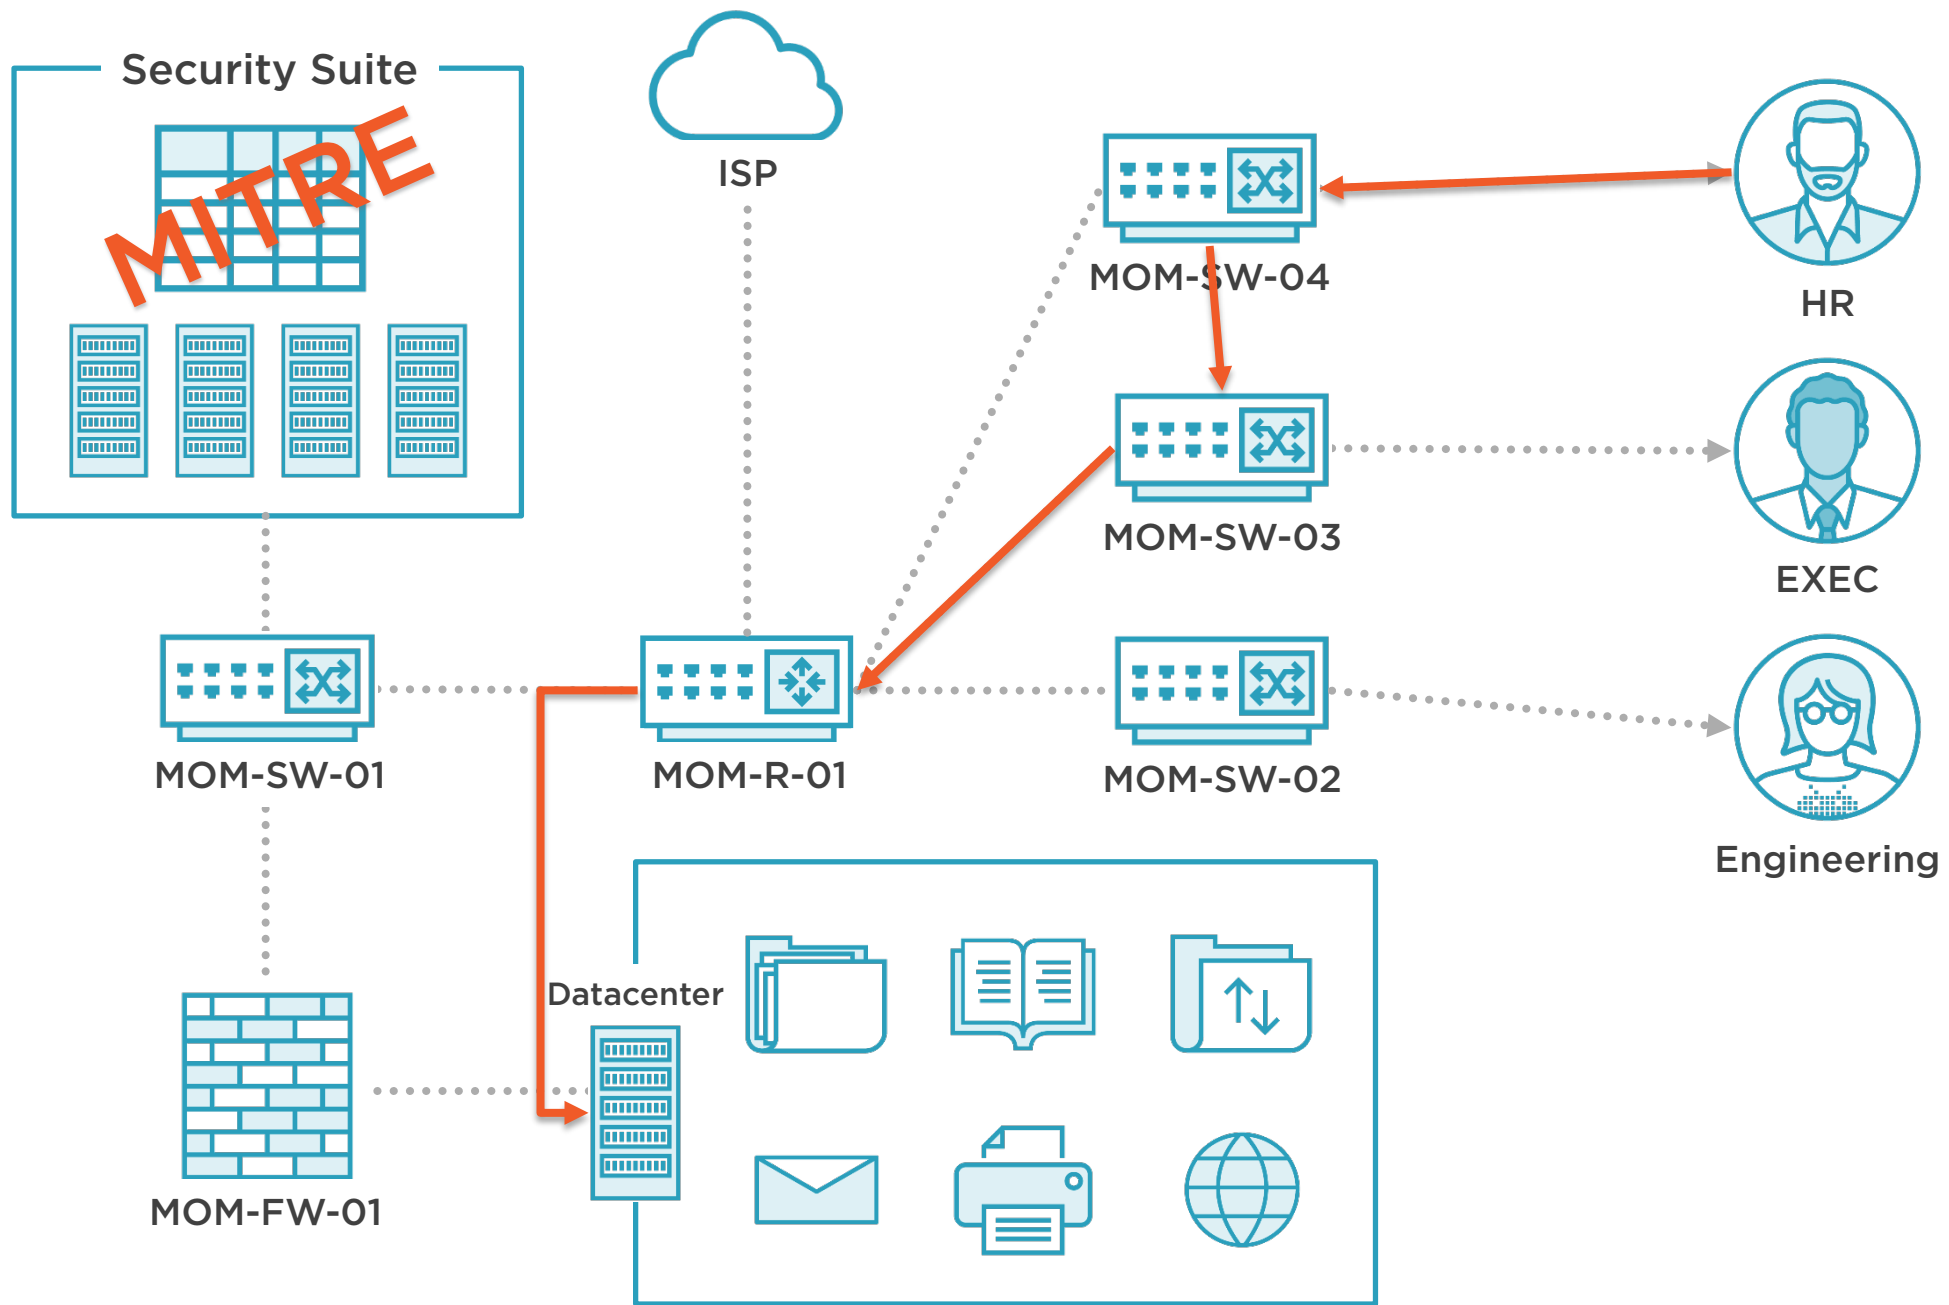 Security Suite
MITRE
ISP
MOM-SW-04
HR
MOM-SW-03
EXEC
MOM-SW-01
MOM-R-01
MOM-SW-02
Engineering
Datacenter
MOM-FW-01